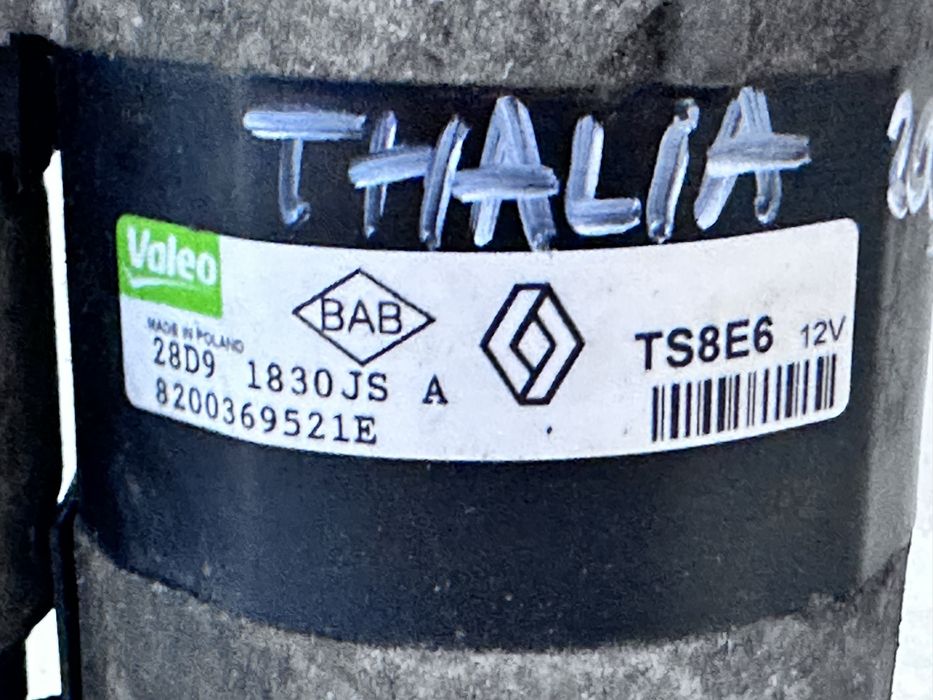 THALIA
Valeo
MADE IN POLAND
BAB
28D9 1830JS A
8200369521E
TS8E6 12V